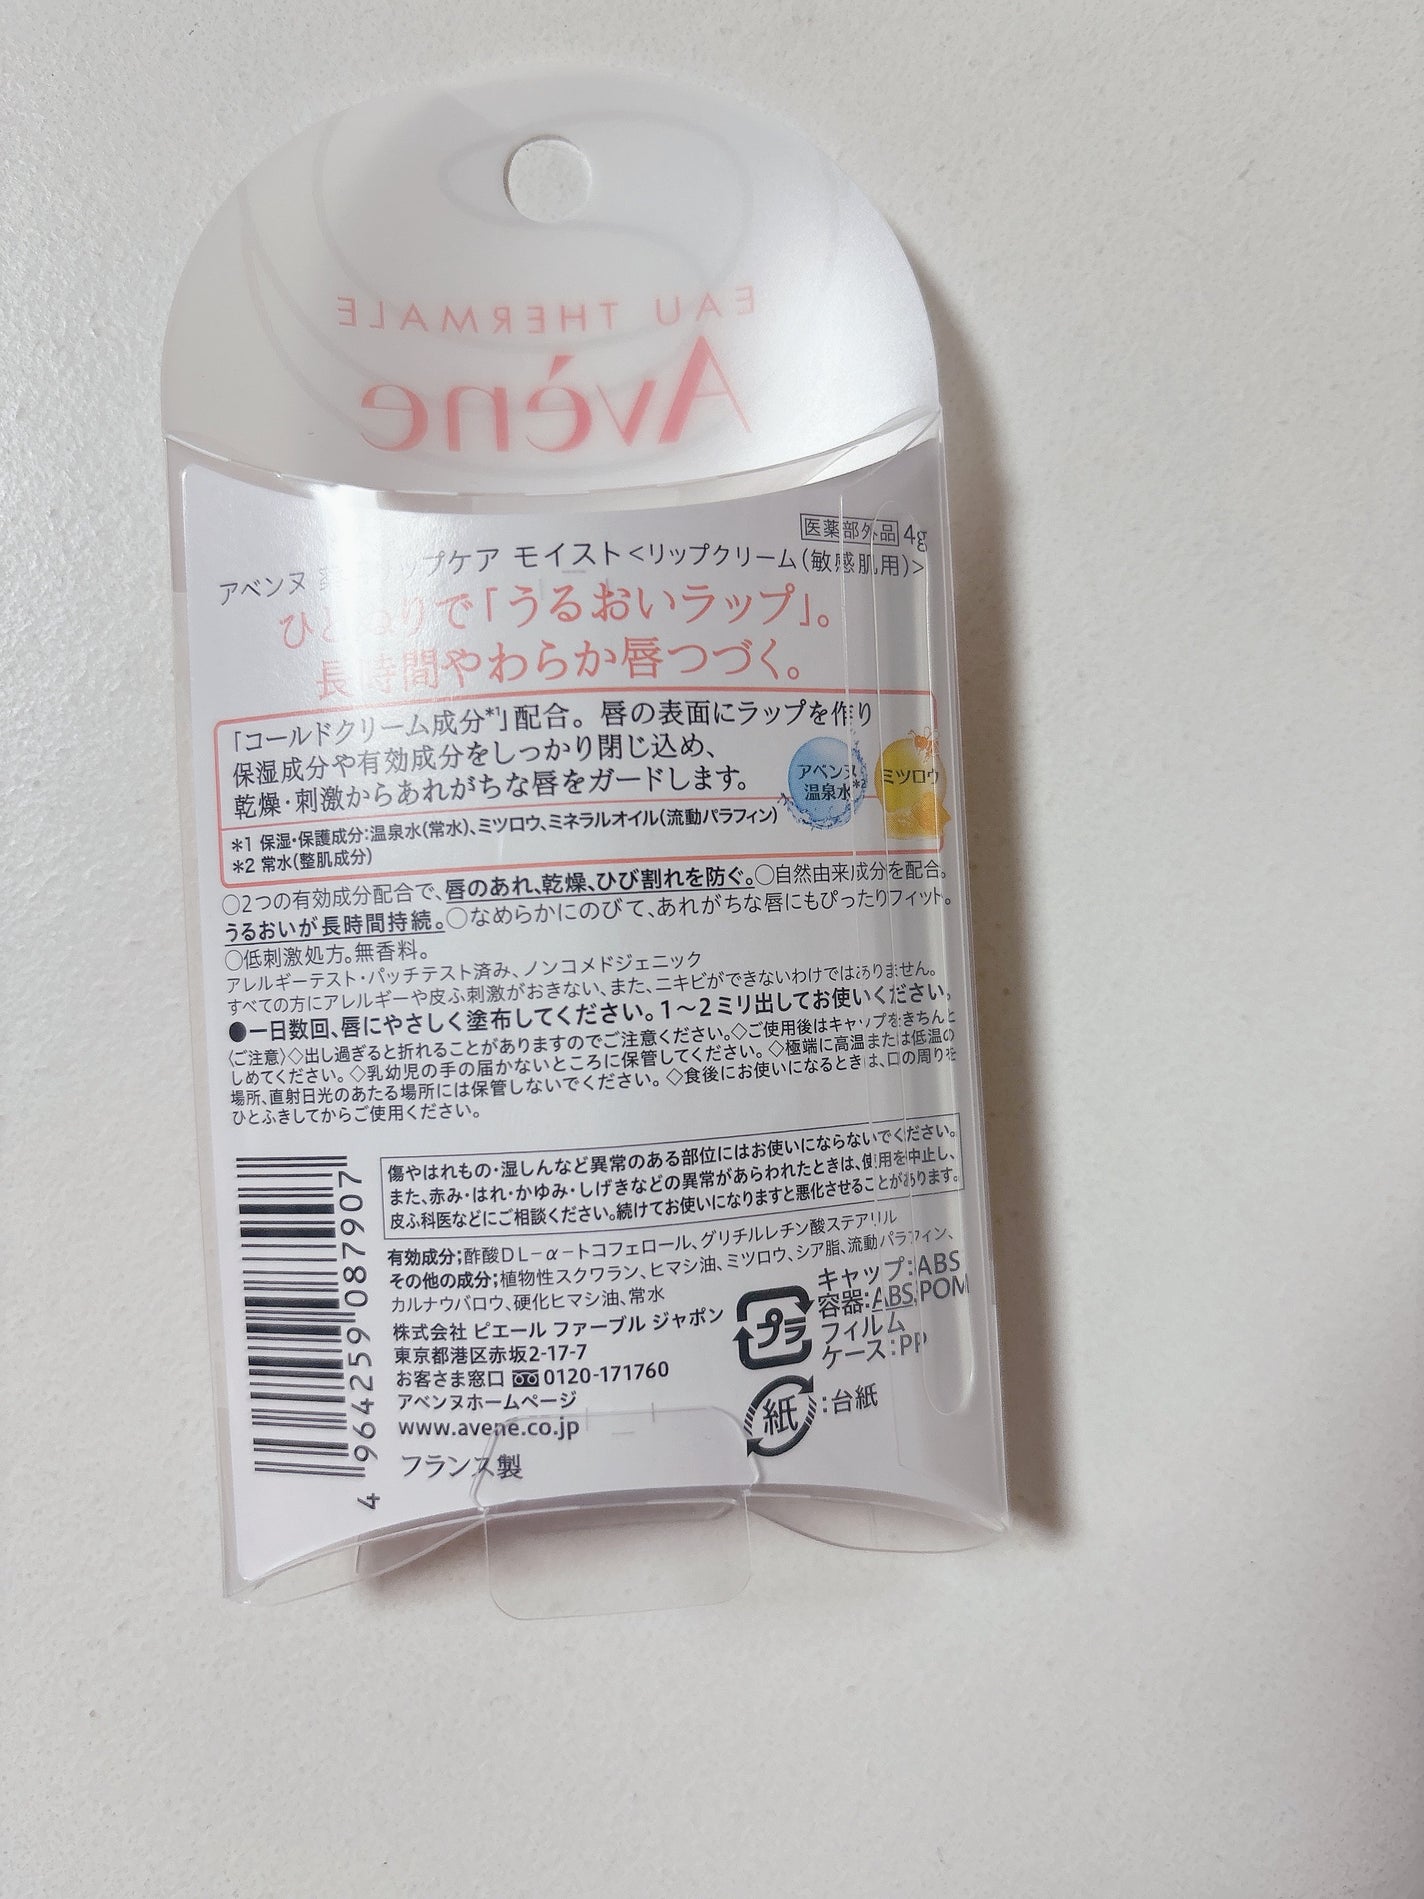 EAU THERMALE
Avène
医薬部外品 4g
アベンヌ ップケア モイスト<リップクリーム(敏感肌用)>
ひとぬりで「うるおいラップ」。
長時間やわらか唇つづく。
「コールドクリーム成分*1」配合。唇の表面にラップを作り
保湿成分や有効成分をしっかり閉じ込め、
乾燥・刺激からあれがちな唇をガードします。
アベンヌ
温泉水*2
ミツロウ
*1 保湿・保護成分:温泉水(常水)、ミツロウ、ミネラルオイル(流動パラフィン)
*2 常水(整肌成分)
○2つの有効成分配合で、唇のあれ、乾燥、ひび割れを防ぐ。○自然由来成分を配合。
うるおいが長時間持続。○なめらかにのびて、あれがちな唇にもぴったりフィット。
○低刺激処方。無香料。
アレルギーテスト・パッチテスト済み、ノンコメドジェニック
すべての方にアレルギーや皮ふ刺激がおきない、また、ニキビができないわけではありません。
●一日数回、唇にやさしく塗布してください。1~2ミリ出してお使いください。
〈ご注意〉◇出し過ぎると折れることがありますのでご注意ください。◇ご使用後はキャップをきちんと
しめてください。◇乳幼児の手の届かないところに保管してください。◇極端に高温または低温の
場所、直射日光のあたる場所には保管しないでください。◇食後にお使いになるときは、口の周りを
ひとふきしてからご使用ください。
傷やはれもの・湿しんなど異常のある部位にはお使いにならないでください。
また、赤み・はれ・かゆみ・しげきなどの異常があらわれたときは、使用を中止し、
皮ふ科医などにご相談ください。続けてお使いになりますと悪化させることがあります。
有効成分;酢酸DL-α-トコフェロール、グリチルレチン酸ステアリル
その他の成分;植物性スクワラン、ヒマシ油、ミツロウ、シア脂、流動パラフィン、
カルナウバロウ、硬化ヒマシ油、常水
株式会社 ピエール ファーブル ジャポン
東京都港区赤坂2-17-7
お客さま窓口 0120-171760
アベンヌホームページ
www.avene.co.jp
フランス製
プラ
キャップ:ABS
容器:ABS,POM
フィルム
ケース:PP
紙
:台紙
4 964259 087907